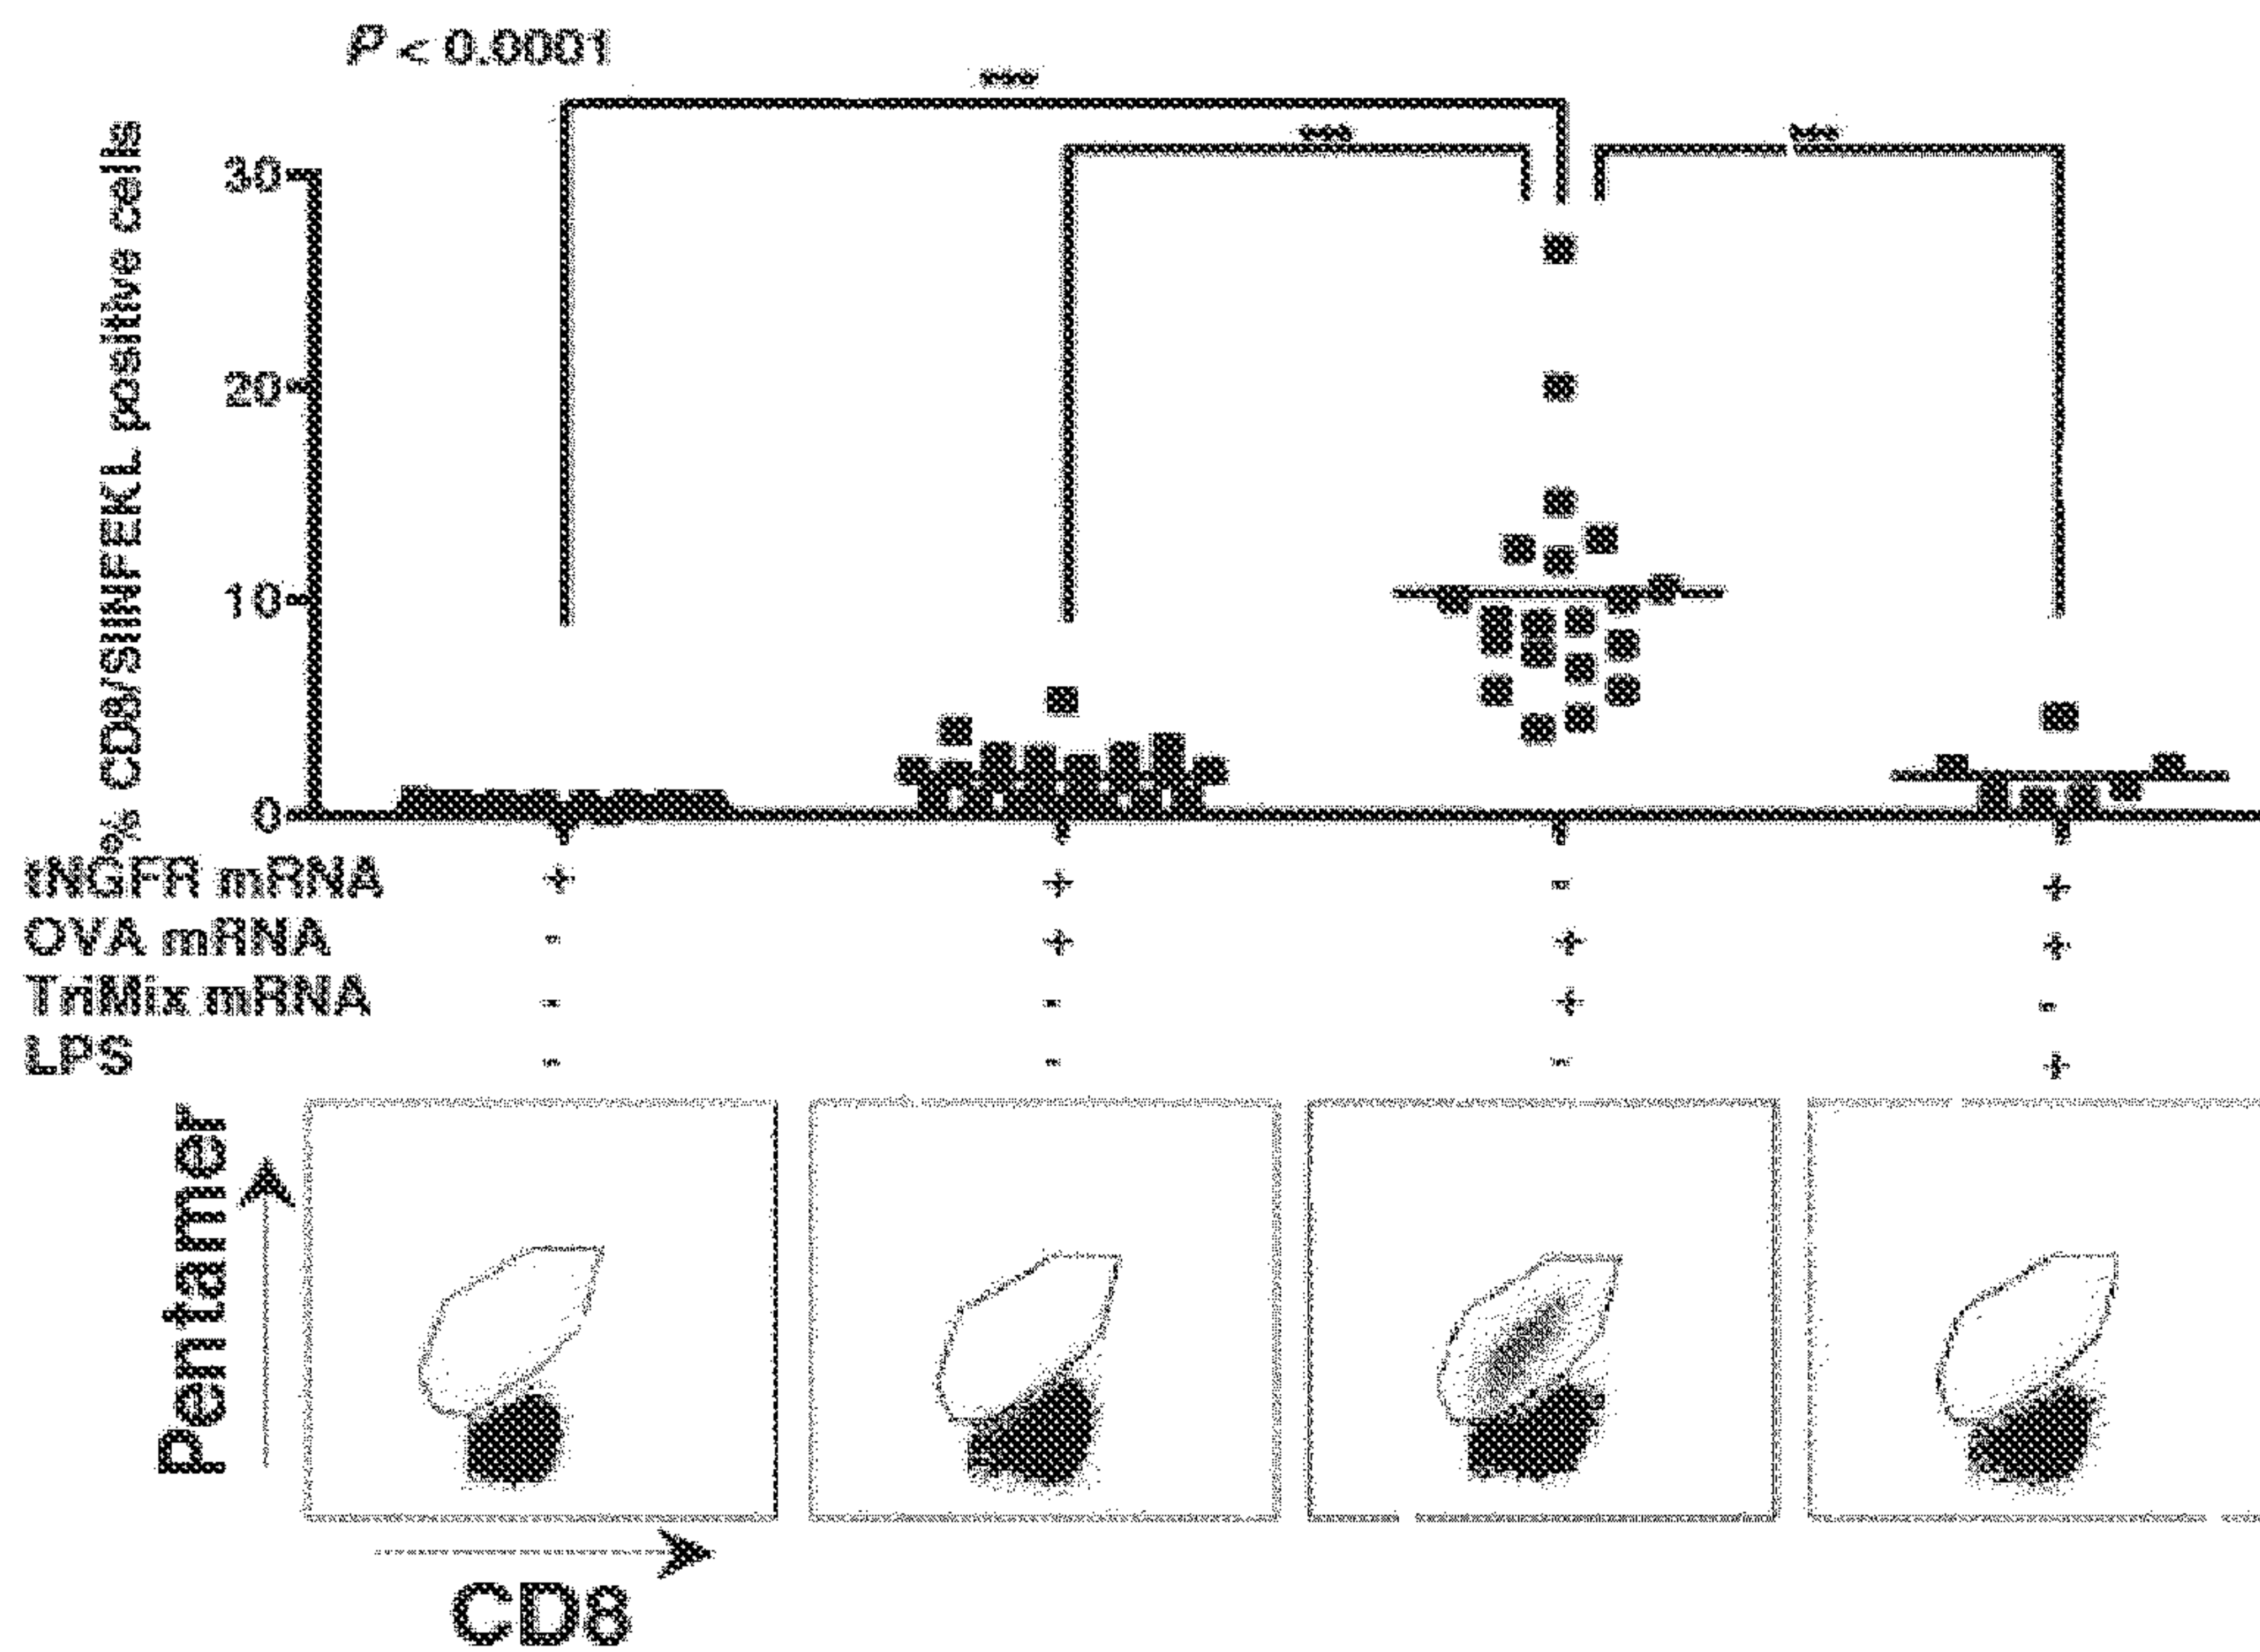 P < 0.0001
***
*** ***
% CD8/SIINFEKL positive cells
30
20
10
0
tNGFR mRNA + + - +
OVA mRNA - + + +
TriMix mRNA - - + -
LPS - - - +
Pentamer
CD8